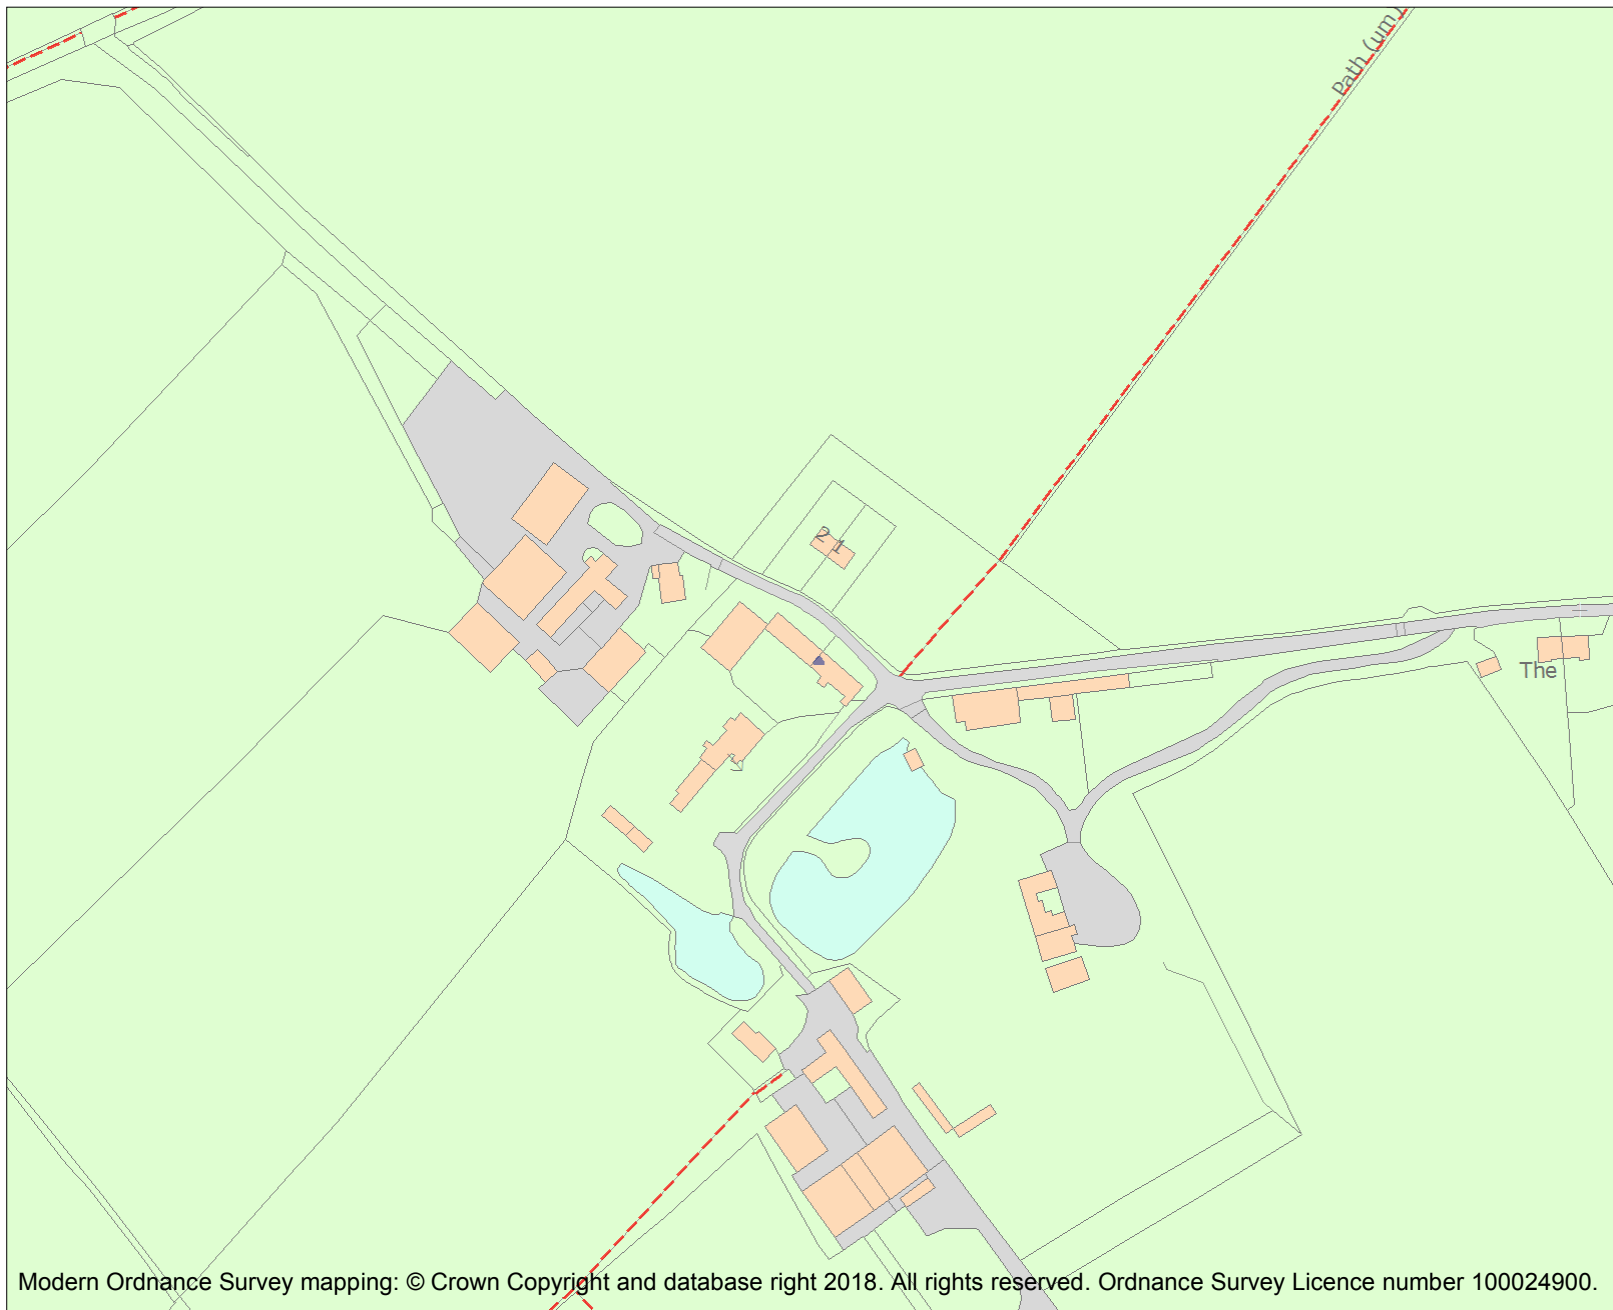 Path (um)
2 1
The
Modern Ordnance Survey mapping: © Crown Copyright and database right 2018. All rights reserved. Ordnance Survey Licence number 100024900.